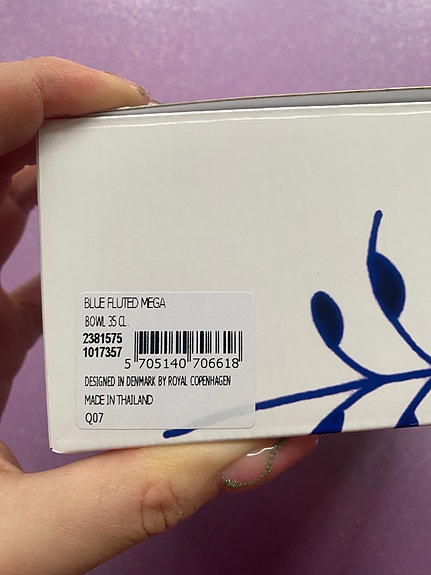 BLUE FLUTED MEGA
BOWL 35 CL.
2381575
1017357
5 705140 706618
DESIGNED IN DENMARK BY ROYAL COPENHAGEN
MADE IN THAILAND
Q07